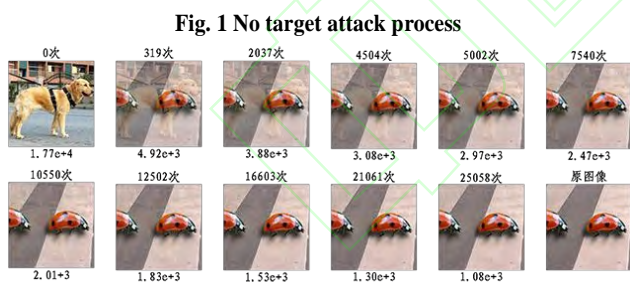 Fig. 1 No target attack process
0次 319次 2037次 4504次 5002次 7540次
1.77e+4 4.92e+3 3.88e+3 3.08e+3 2.97e+3 2.47e+3
10550次 12502次 16603次 21061次 25058次 原图像
2.01+3 1.83e+3 1.53e+3 1.30e+3 1.08e+3